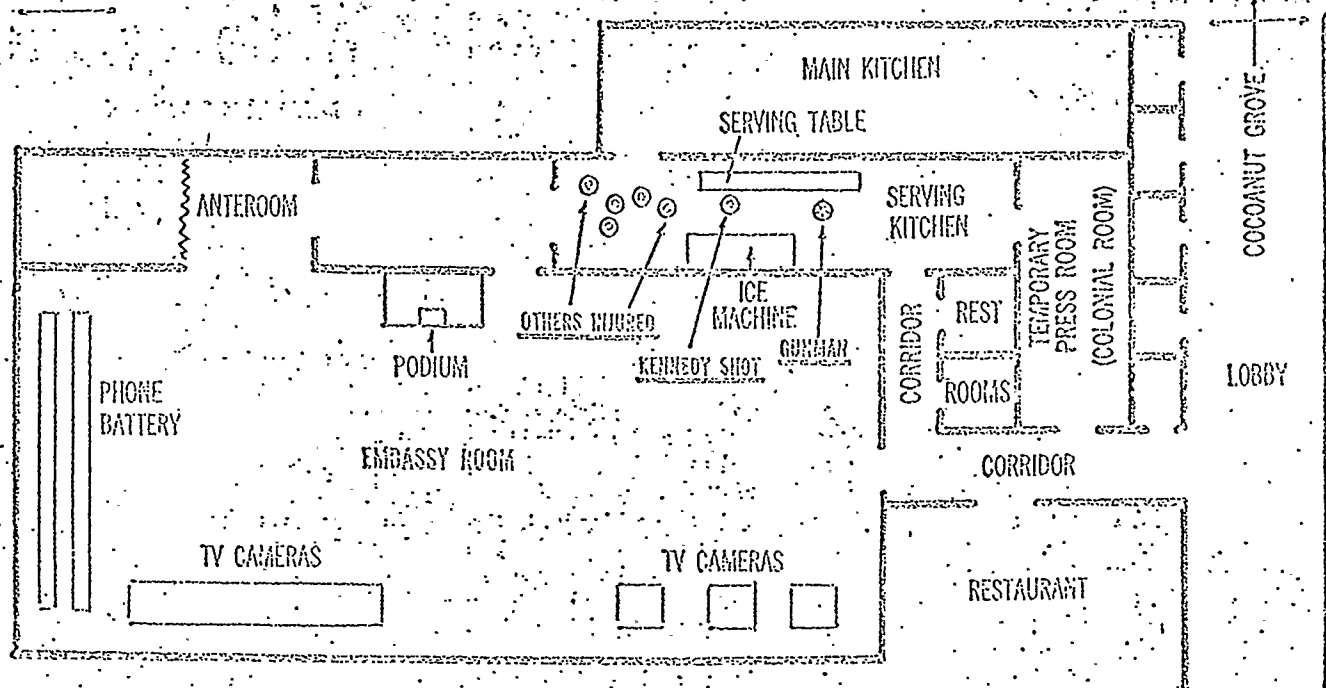 MAIN KITCHEN
SERVING TABLE
COCOANUT GROVE
ANTEROOM
SERVING
KITCHEN
TEMPORARY
PRESS ROOM
(COLONIAL ROOM)
ICE
MACHINE
OTHERS INJURED
KENNEDY SHOT
GUNMAN
CORRIDOR
REST
ROOMS
PODIUM
PHONE
BATTERY
LOBBY
EMBASSY ROOM
CORRIDOR
TV CAMERAS
TV CAMERAS
RESTAURANT